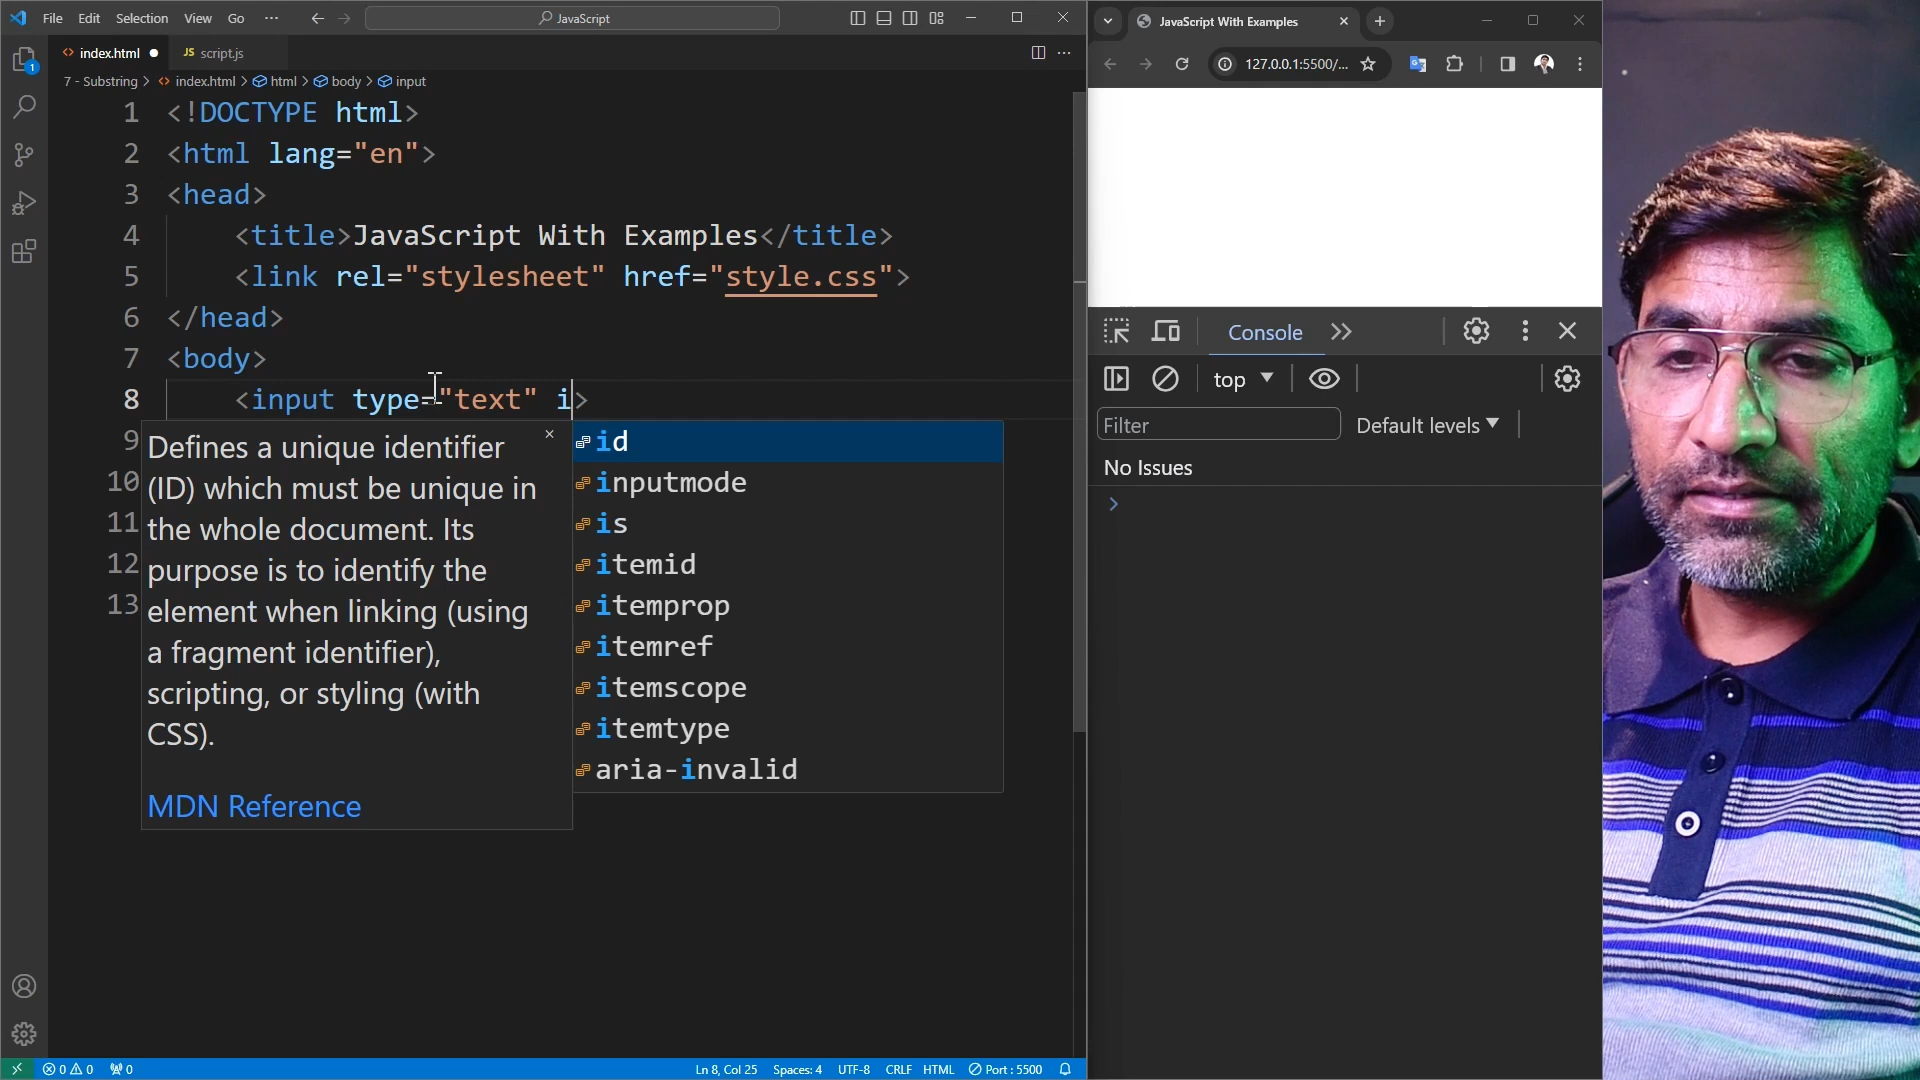 File Edit Selection View Go ··· JavaScript
index.html JS script.js
7 - Substring > index.html > html > body > input
1 <!DOCTYPE html>
2 <html lang="en">
3 <head>
4 <title>JavaScript With Examples</title>
5 <link rel="stylesheet" href="style.css">
6 </head>
7 <body>
8 <input type="text" i>
9
10
11
12
13
Defines a unique identifier
(ID) which must be unique in
the whole document. Its
purpose is to identify the
element when linking (using
a fragment identifier),
scripting, or styling (with
CSS).
MDN Reference
id
inputmode
is
itemid
itemprop
itemref
itemscope
itemtype
aria-invalid
1
0 0 0 Ln 8, Col 25 Spaces: 4 UTF-8 CRLF HTML Port : 5500
JavaScript With Examples
127.0.0.1:5500/...
Console
top
Filter Default levels
No Issues